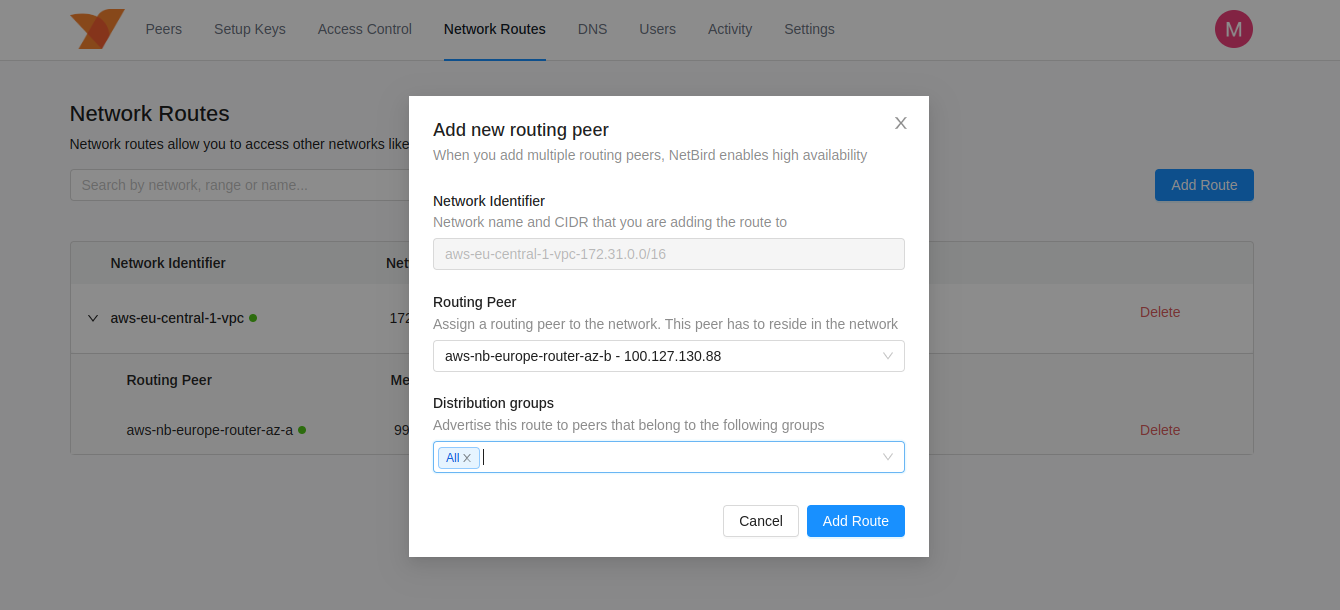 Peers Setup Keys Access Control Network Routes DNS Users Activity Settings M
Network Routes
Network routes allow you to access other networks like
Search by network, range or name...
Add Route
Network Identifier
aws-eu-central-1-vpc
Delete
Routing Peer
aws-nb-europe-router-az-a
Delete
Add new routing peer
When you add multiple routing peers, NetBird enables high availability
Network Identifier
Network name and CIDR that you are adding the route to
aws-eu-central-1-vpc-172.31.0.0/16
Routing Peer
Assign a routing peer to the network. This peer has to reside in the network
aws-nb-europe-router-az-b - 100.127.130.88
Distribution groups
Advertise this route to peers that belong to the following groups
All
Cancel Add Route